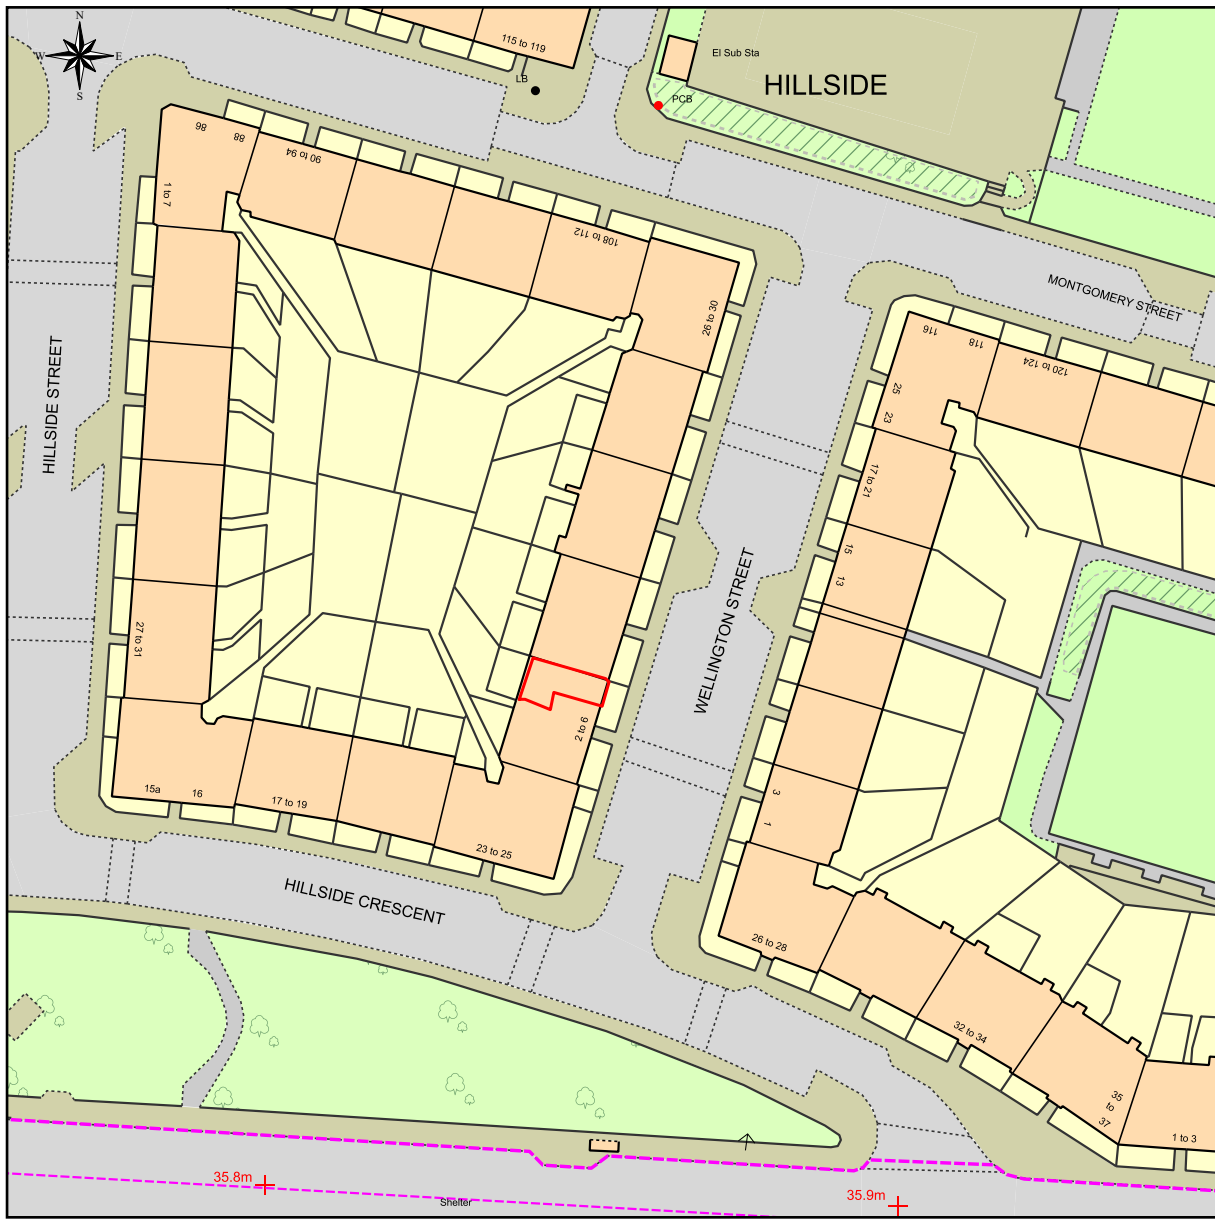 N
W
E
S
115 to 119
LB
El Sub Sta
HILLSIDE
PCB
86
88
90 to 94
1 to 7
108 to 112
26 to 30
MONTGOMERY STREET
116
118
120 to 124
HILLSIDE STREET
25
23
17 to 21
15
13
WELLINGTON STREET
27 to 31
2 to 6
15a
16
17 to 19
23 to 25
3
1
HILLSIDE CRESCENT
26 to 28
32 to 34
35
to
37
1 to 3
35.8m
Shelter
35.9m